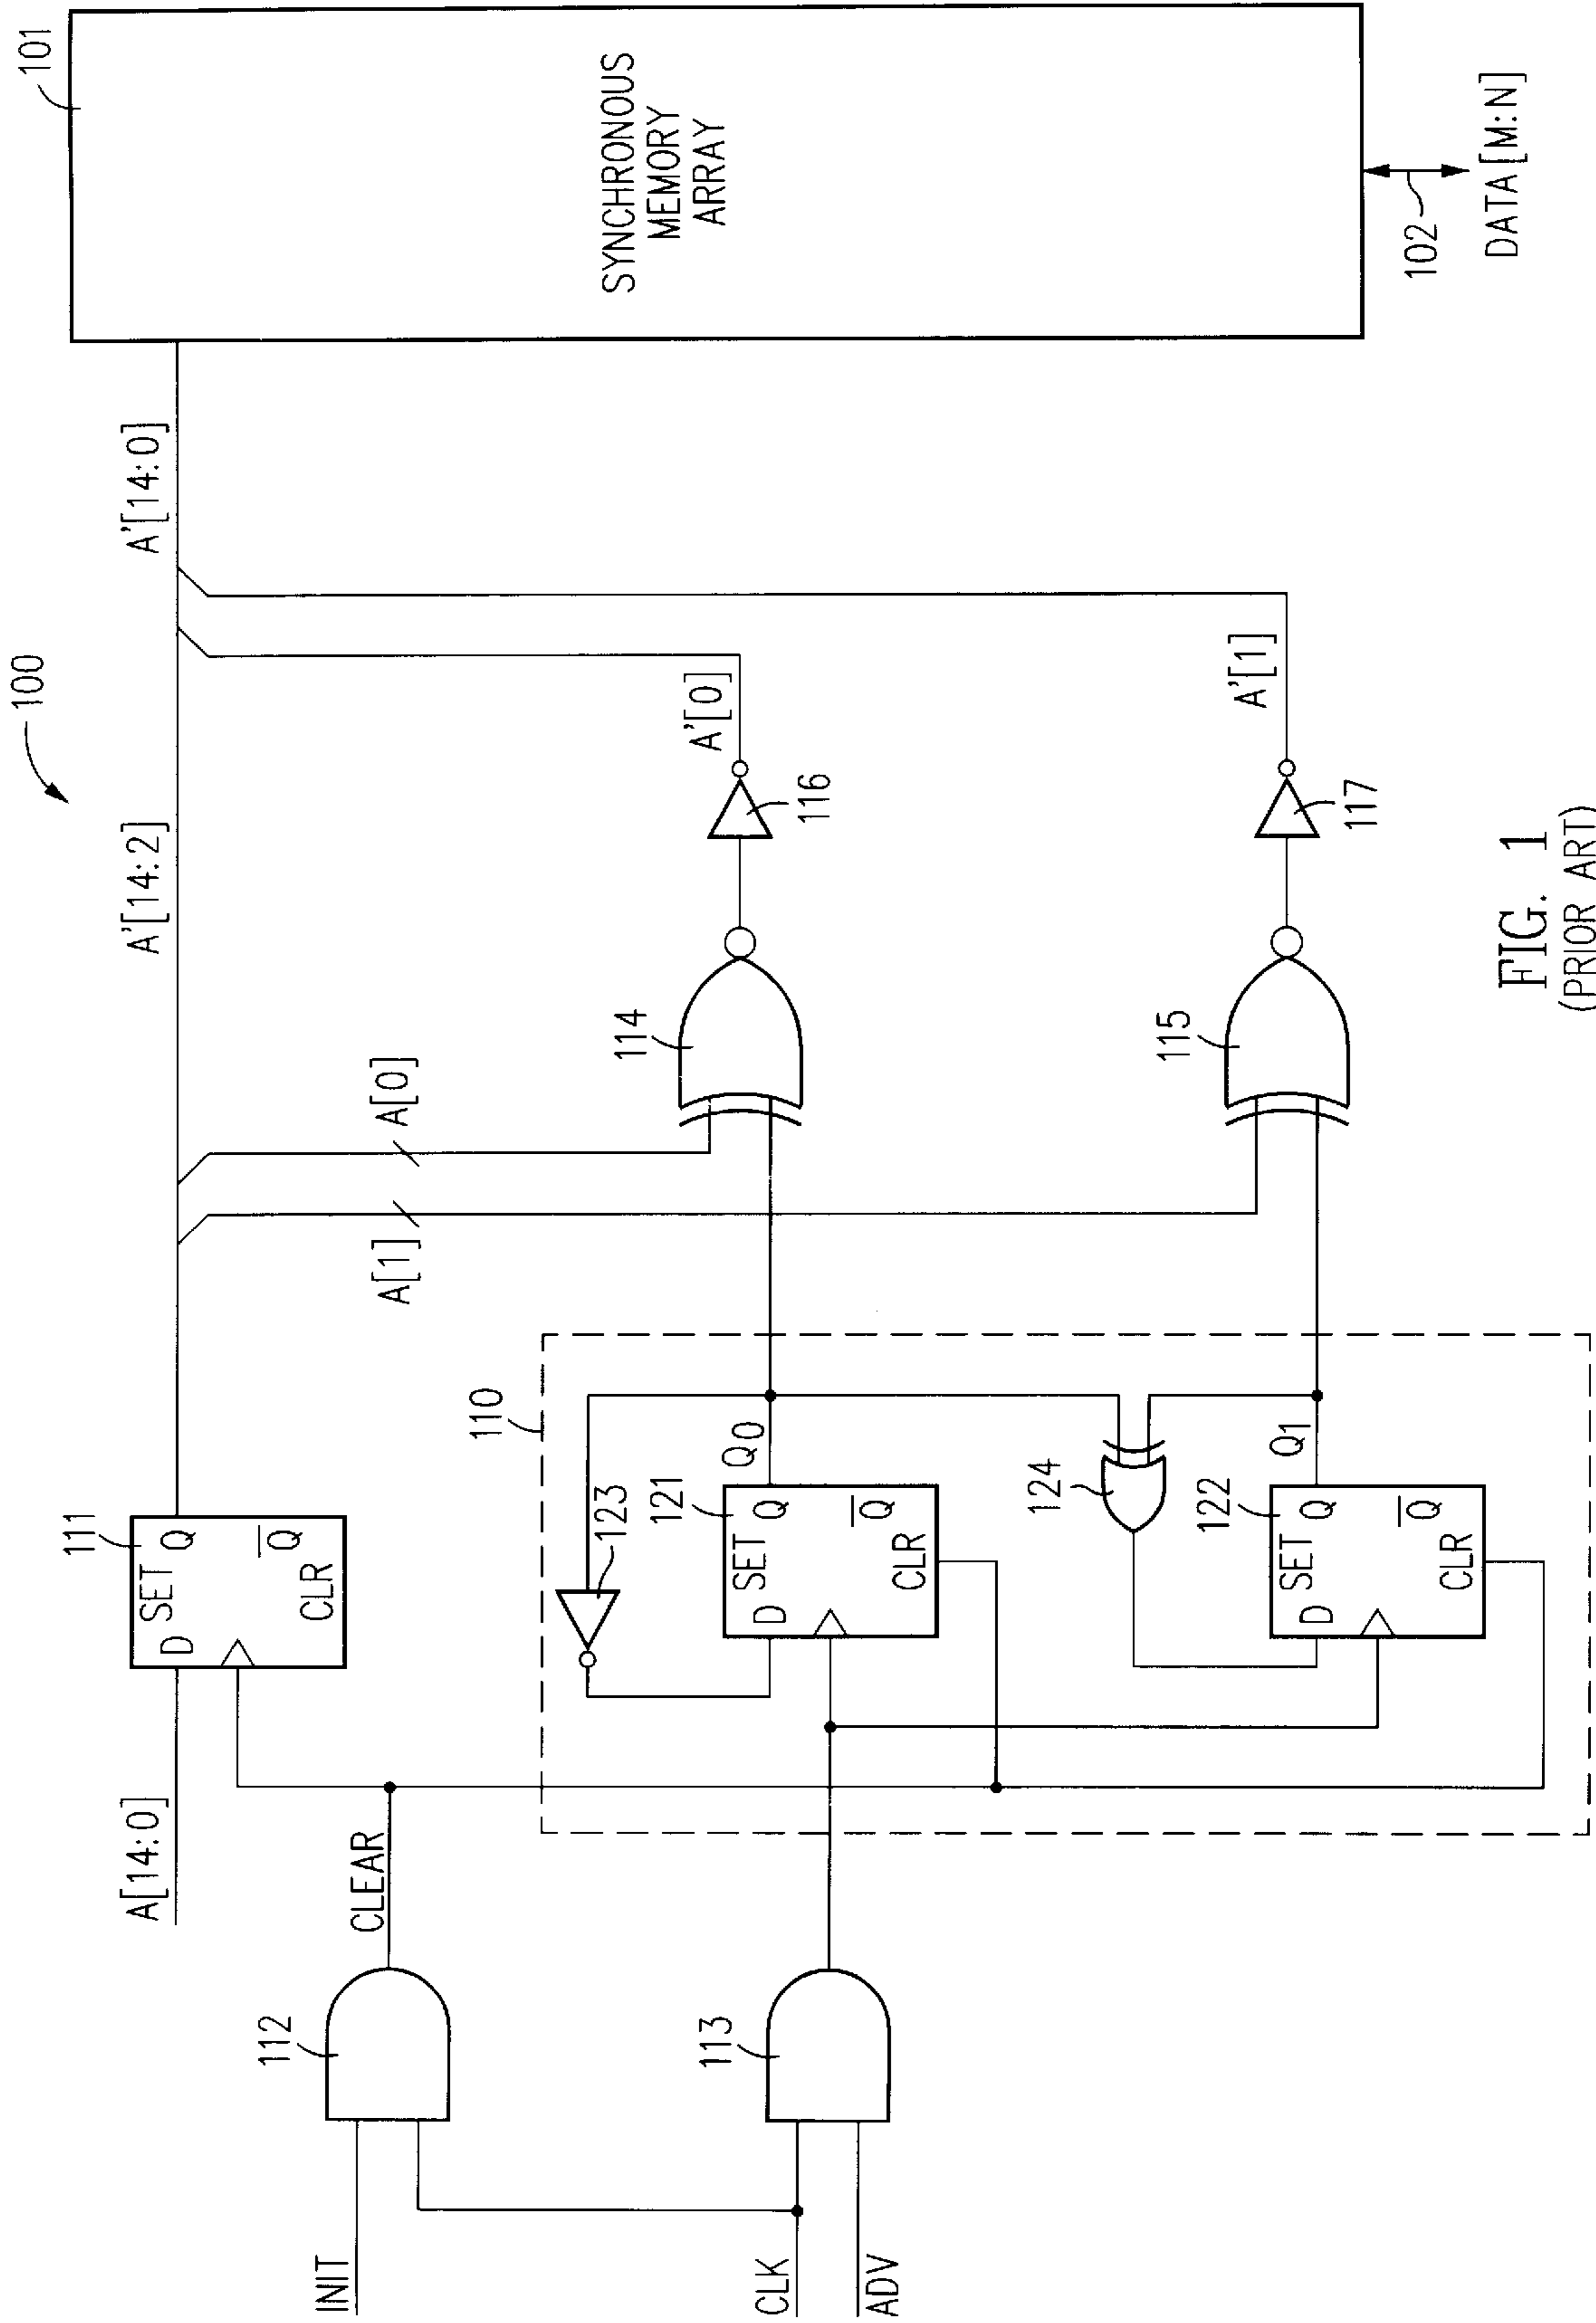 100
A[14:0]
111
D
SET
Q
Q
CLR
A'[14:2]
A'[14:0]
101
SYNCHRONOUS
MEMORY
ARRAY
102
DATA[M:N]
INIT
112
CLEAR
A[1]
A[0]
110
123
CLK
ADV
113
121
D
SET
Q
Q
CLR
Q0
114
116
A'[0]
124
122
D
SET
Q
Q
CLR
Q1
115
117
A'[1]
FIG. 1
(PRIOR ART)